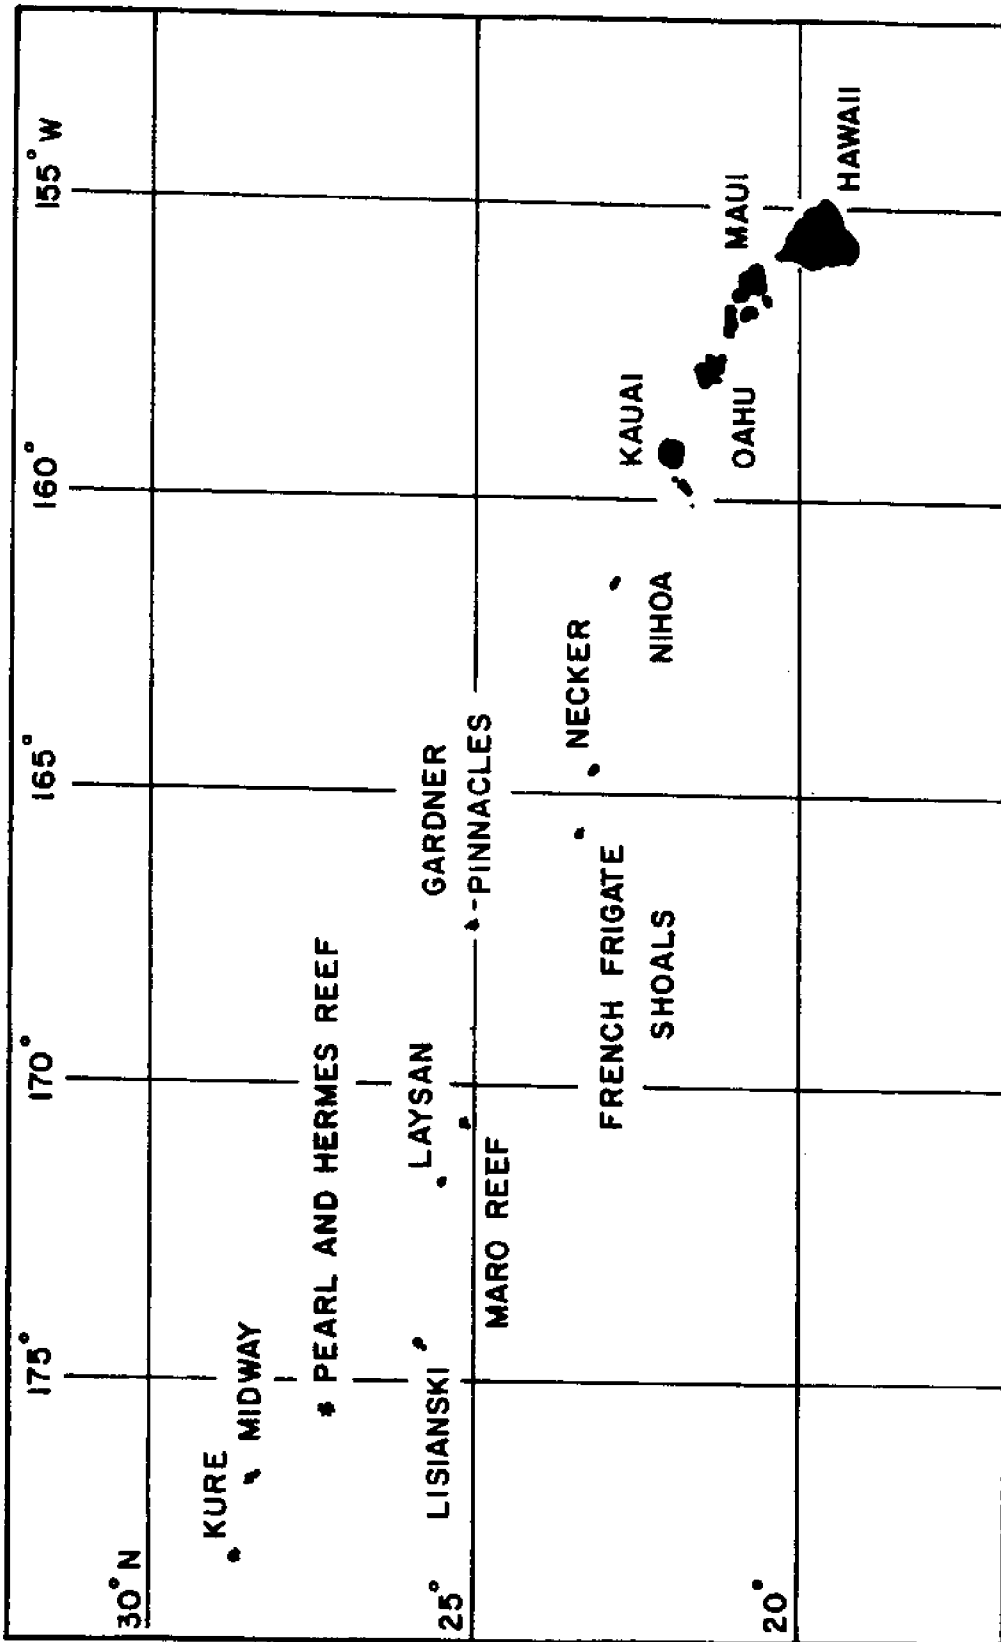 175°
170°
165°
160°
155° W
30° N
KURE
MIDWAY
PEARL AND HERMES REEF
LISIANSKI
LAYSAN
GARDNER
PINNACLES
25°
MARO REEF
NECKER
KAUAI
FRENCH FRIGATE
SHOALS
NIHOA
OAHU
MAUI
20°
HAWAII